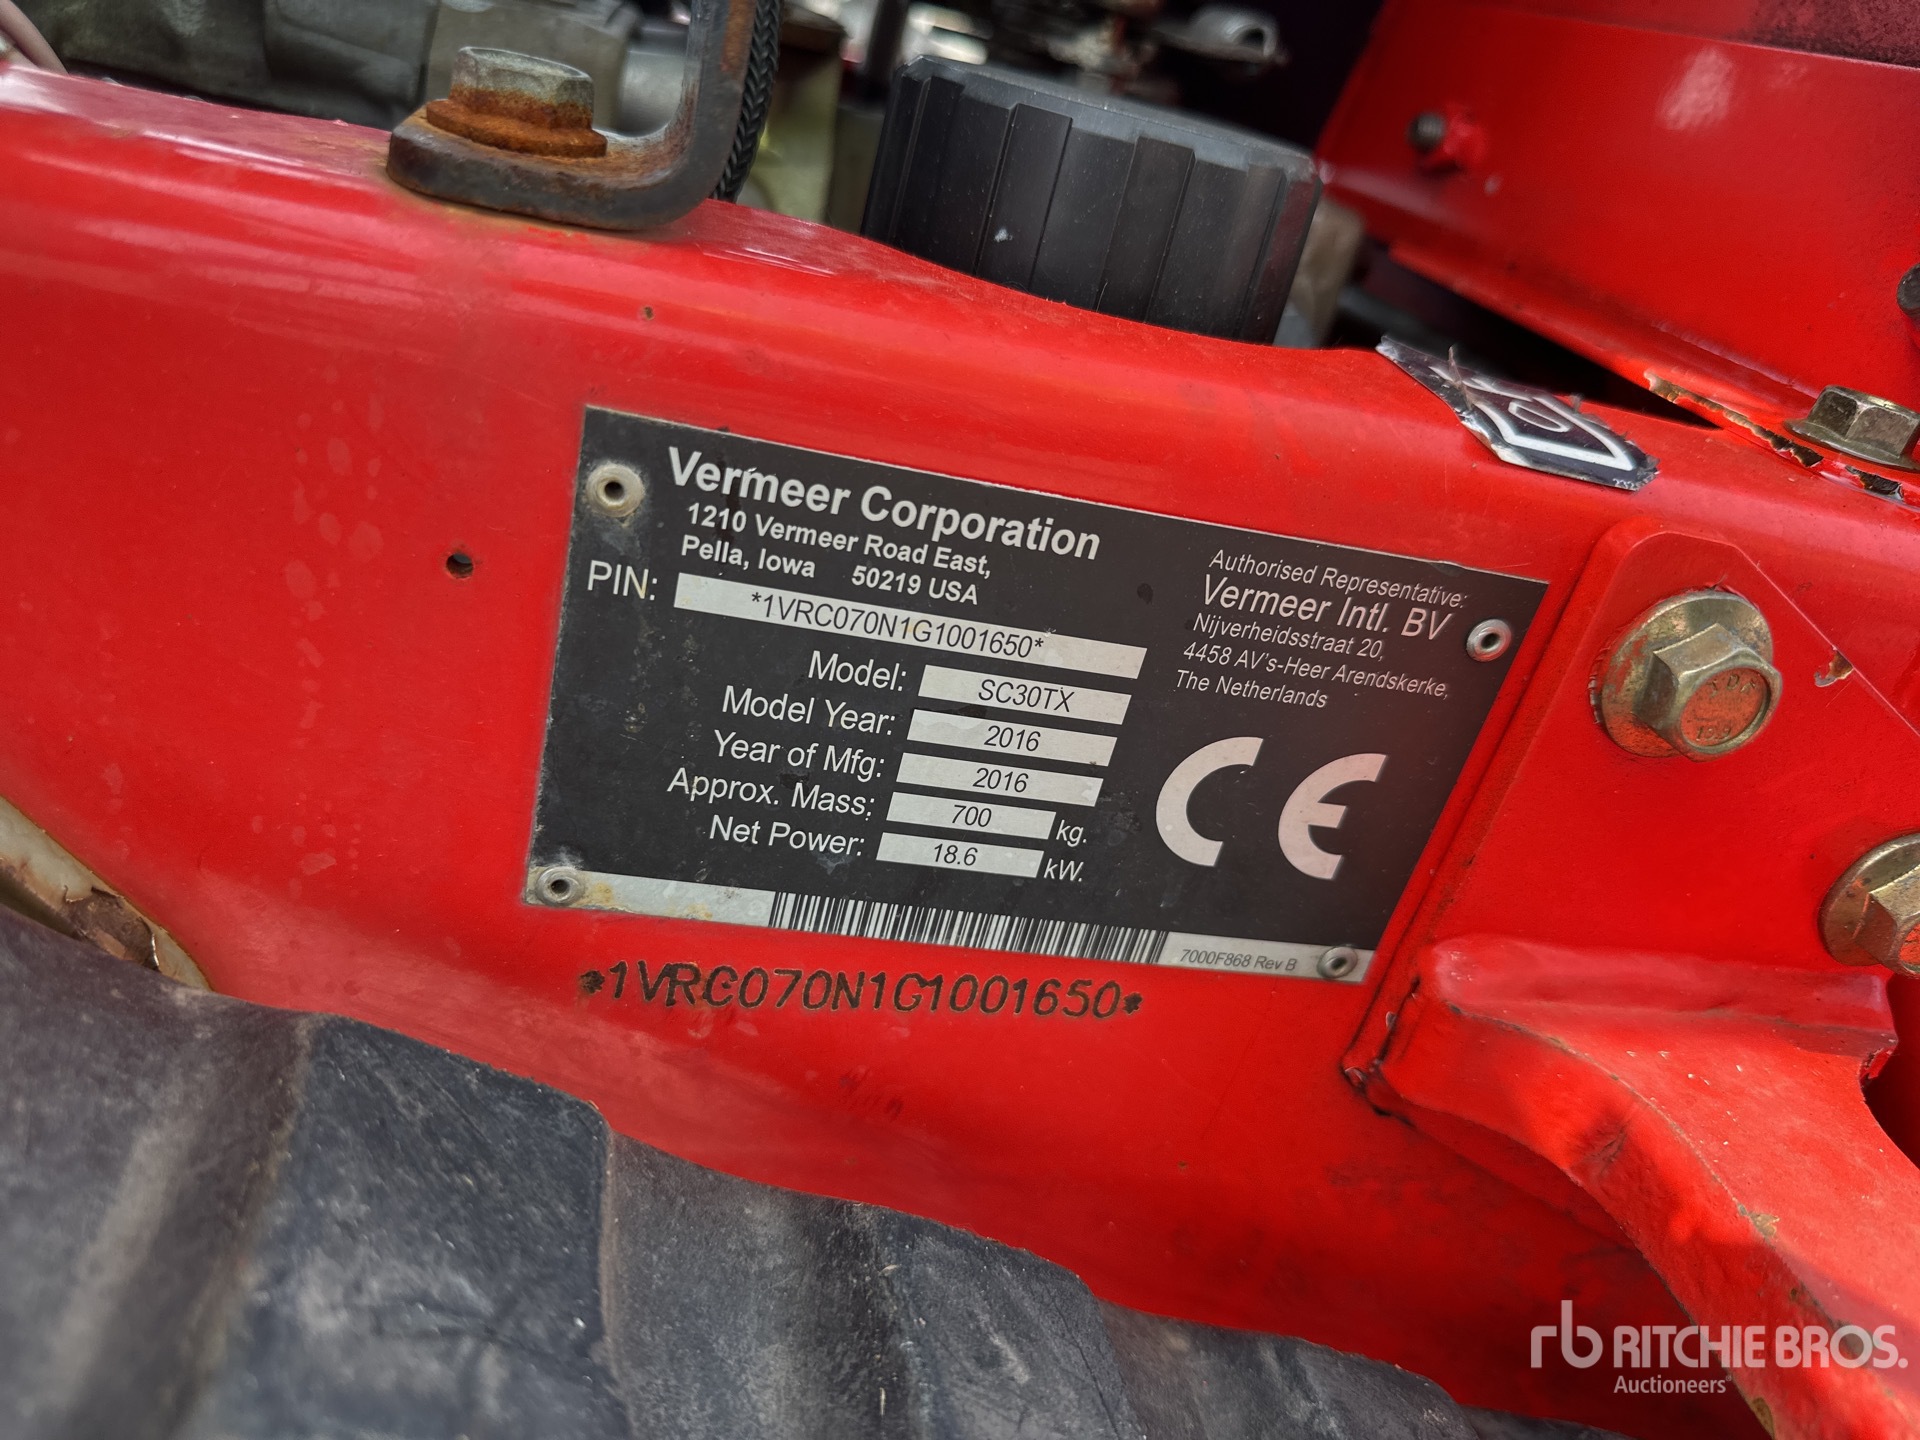 Vermeer Corporation
1210 Vermeer Road East,
Pella, Iowa 50219 USA
PIN: *1VRC070N1G1001650*
Model: SC30TX
Model Year: 2016
Year of Mfg: 2016
Approx. Mass: 700 kg.
Net Power: 18.6 kW.
Authorised Representative:
Vermeer Intl. BV
Nijverheidsstraat 20,
4458 AV's-Heer Arendskerke,
The Netherlands
CE
7000F868 Rev B
*1VRC070N1G1001650*
rb RITCHIE BROS.
Auctioneers